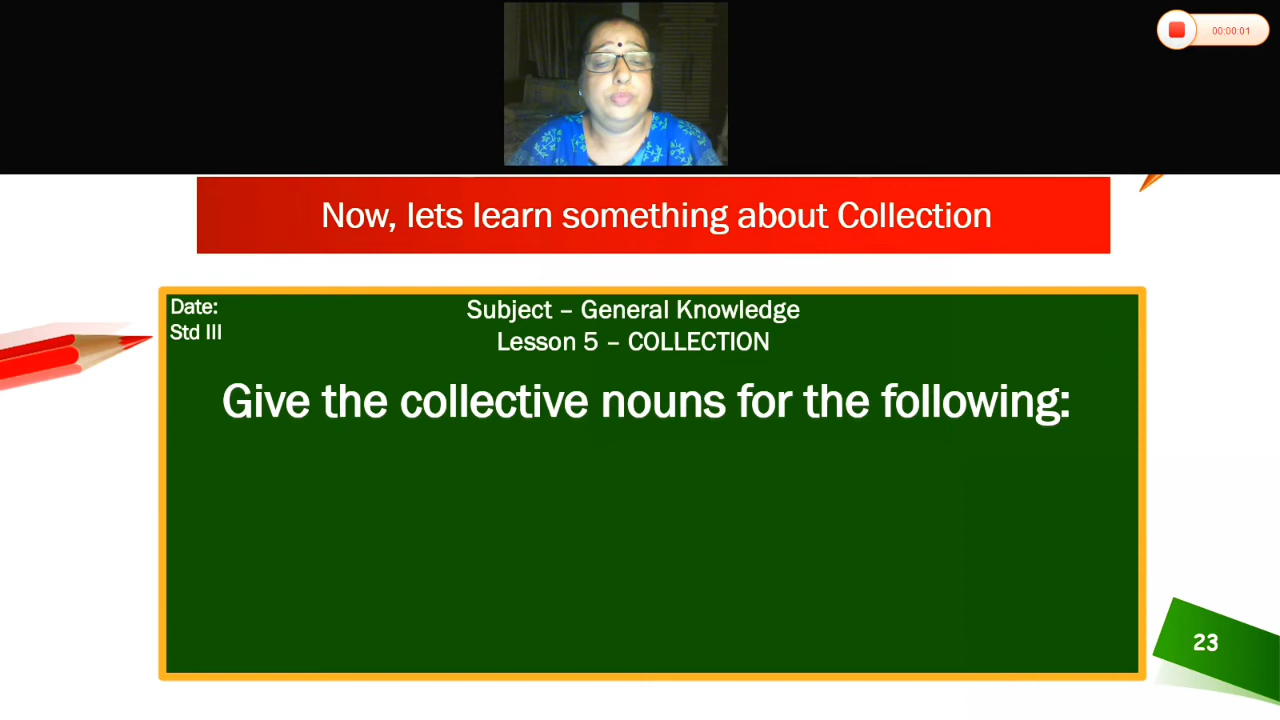 00:00:01
Now, lets learn something about Collection
Date:
Std III
Subject – General Knowledge
Lesson 5 – COLLECTION
Give the collective nouns for the following:
23